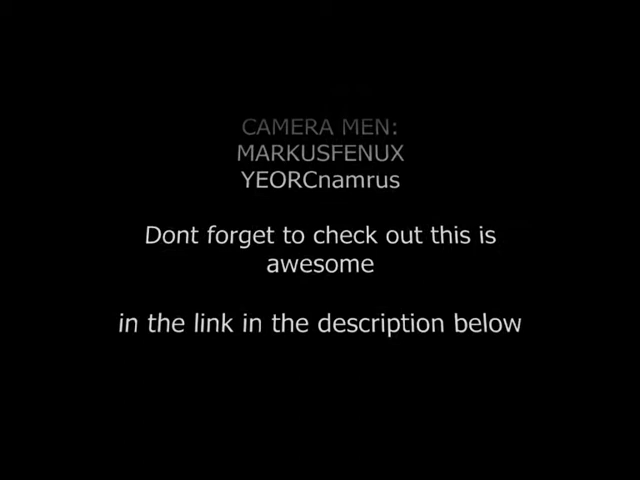 CAMERA MEN:
MARKUSFENUX
YEORCnamrus
Dont forget to check out this is
awesome
in the link in the description below